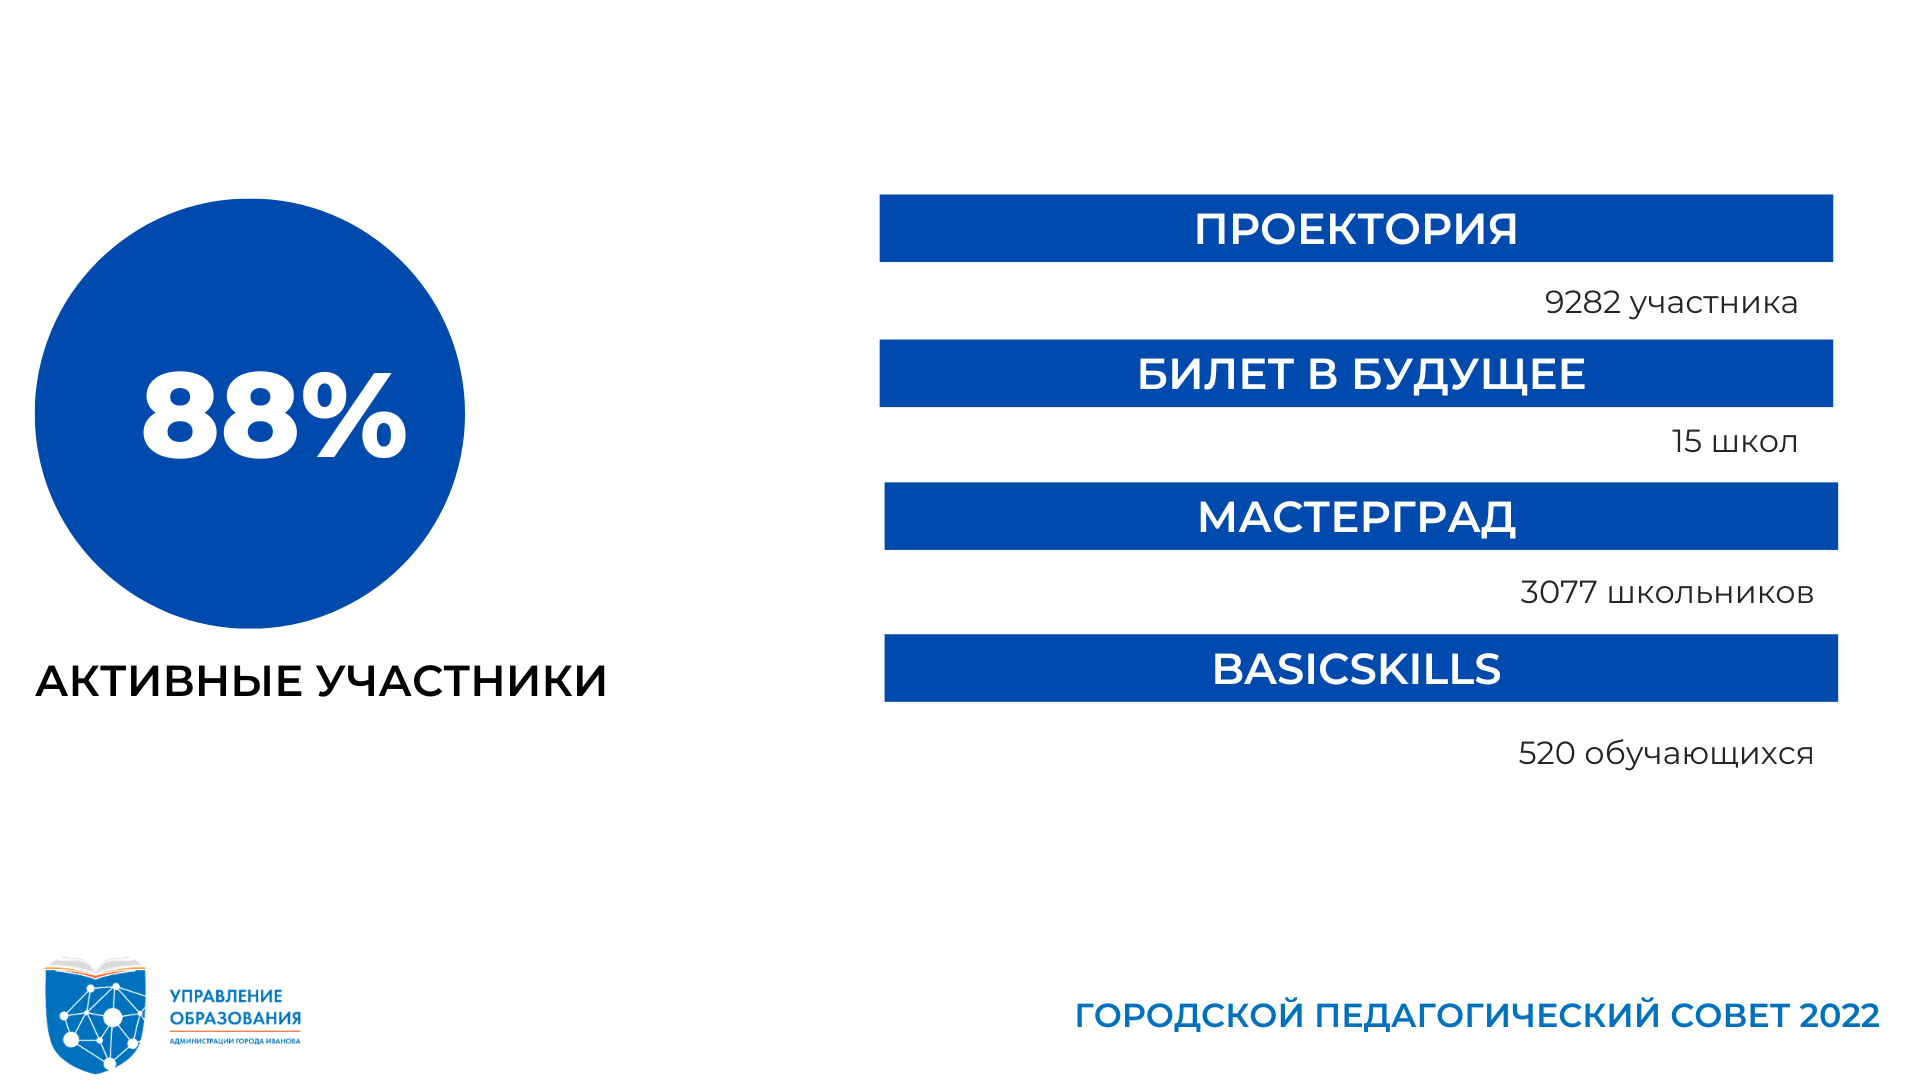 88%
АКТИВНЫЕ УЧАСТНИКИ
ПРОЕКТОРИЯ
9282 участника
БИЛЕТ В БУДУЩЕЕ
15 школ
МАСТЕРГРАД
3077 школьников
BASICSKILLS
520 обучающихся
УПРАВЛЕНИЕ
ОБРАЗОВАНИЯ
АДМИНИСТРАЦИИ ГОРОДА ИВАНОВА
ГОРОДСКОЙ ПЕДАГОГИЧЕСКИЙ СОВЕТ 2022